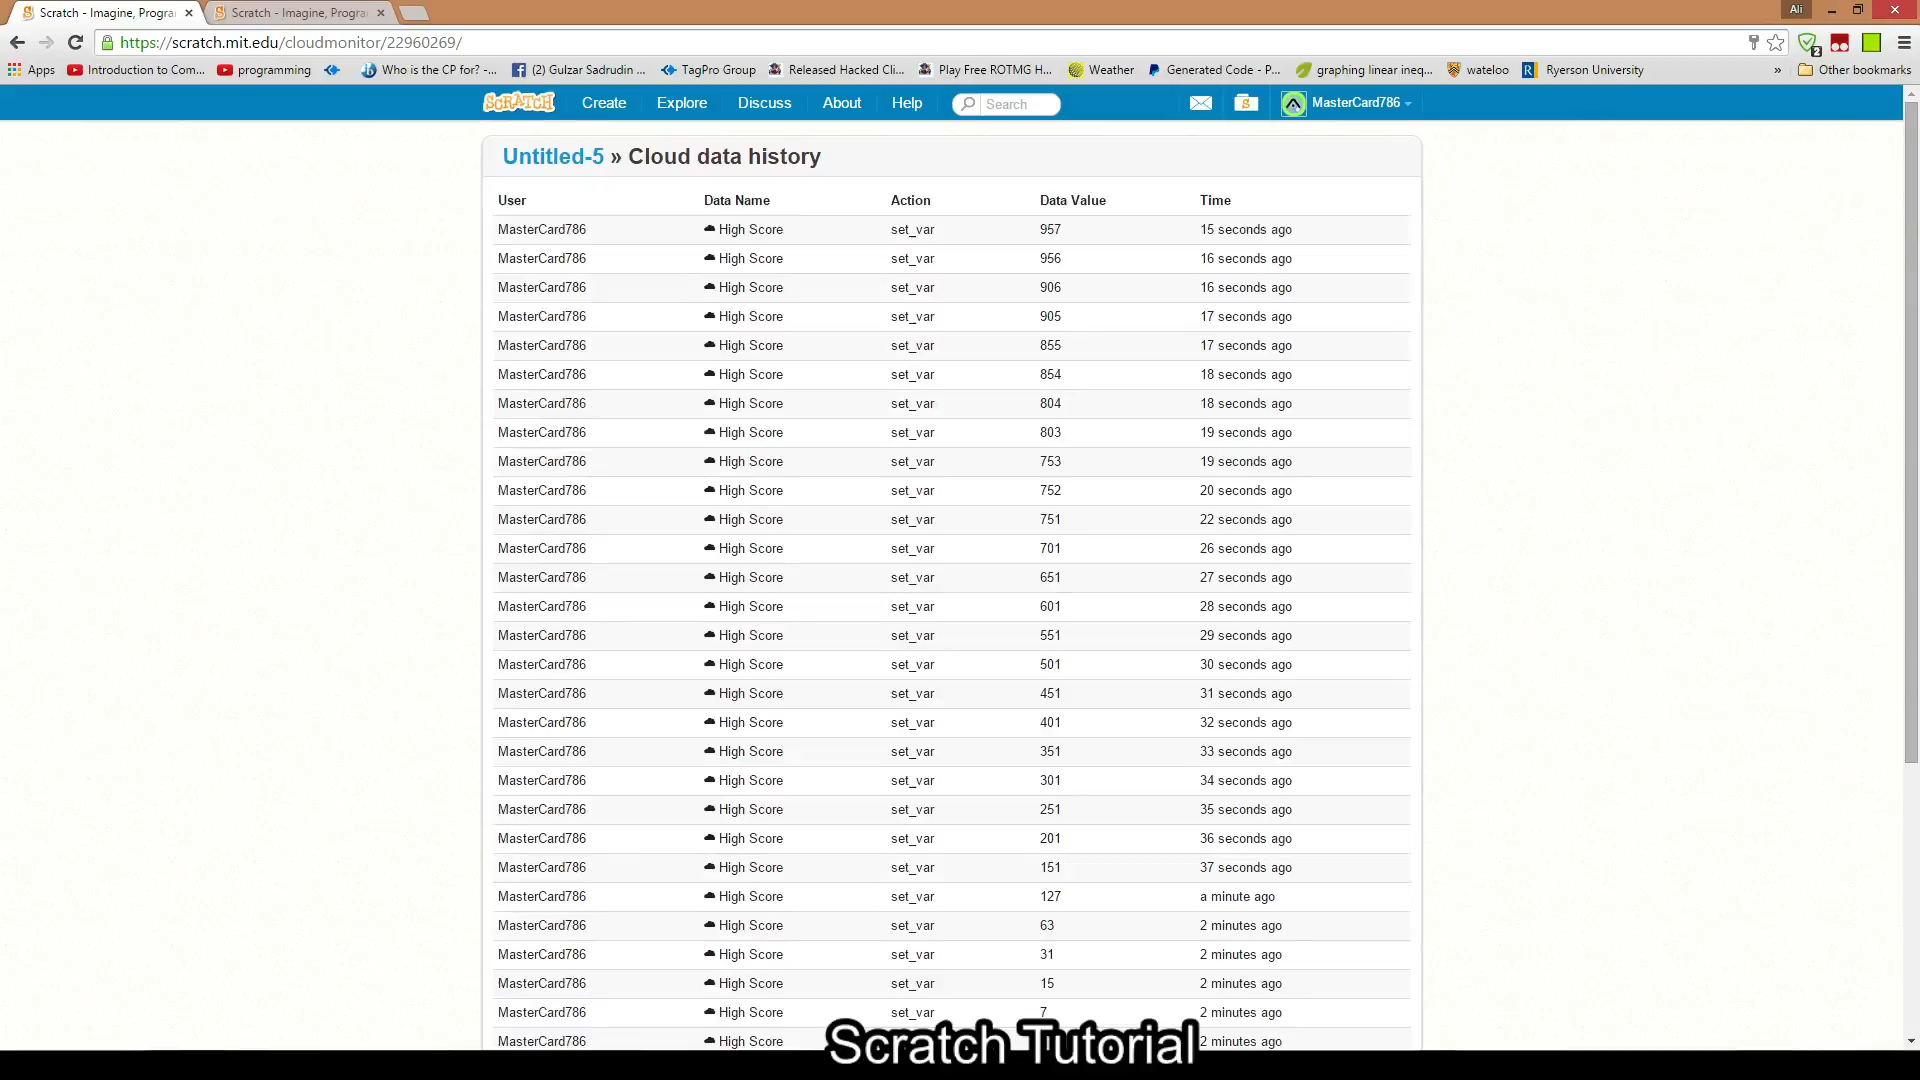 Scratch - Imagine, Progra
Scratch - Imagine, Progra
Ali
https://scratch.mit.edu/cloudmonitor/22960269/
2
Apps Introduction to Com... programming Who is the CP for? -... (2) Gulzar Sadrudin ... TagPro Group Released Hacked Cli... Play Free ROTMG H... Weather Generated Code - P... graphing linear ineq... wateloo Ryerson University » Other bookmarks
SCRATCH Create Explore Discuss About Help Search MasterCard786
Untitled-5 » Cloud data history
User Data Name Action Data Value Time
MasterCard786 High Score set_var 957 15 seconds ago
MasterCard786 High Score set_var 956 16 seconds ago
MasterCard786 High Score set_var 906 16 seconds ago
MasterCard786 High Score set_var 905 17 seconds ago
MasterCard786 High Score set_var 855 17 seconds ago
MasterCard786 High Score set_var 854 18 seconds ago
MasterCard786 High Score set_var 804 18 seconds ago
MasterCard786 High Score set_var 803 19 seconds ago
MasterCard786 High Score set_var 753 19 seconds ago
MasterCard786 High Score set_var 752 20 seconds ago
MasterCard786 High Score set_var 751 22 seconds ago
MasterCard786 High Score set_var 701 26 seconds ago
MasterCard786 High Score set_var 651 27 seconds ago
MasterCard786 High Score set_var 601 28 seconds ago
MasterCard786 High Score set_var 551 29 seconds ago
MasterCard786 High Score set_var 501 30 seconds ago
MasterCard786 High Score set_var 451 31 seconds ago
MasterCard786 High Score set_var 401 32 seconds ago
MasterCard786 High Score set_var 351 33 seconds ago
MasterCard786 High Score set_var 301 34 seconds ago
MasterCard786 High Score set_var 251 35 seconds ago
MasterCard786 High Score set_var 201 36 seconds ago
MasterCard786 High Score set_var 151 37 seconds ago
MasterCard786 High Score set_var 127 a minute ago
MasterCard786 High Score set_var 63 2 minutes ago
MasterCard786 High Score set_var 31 2 minutes ago
MasterCard786 High Score set_var 15 2 minutes ago
MasterCard786 High Score set_var 7 2 minutes ago
MasterCard786 High Score 2 minutes ago
Scratch Tutorial